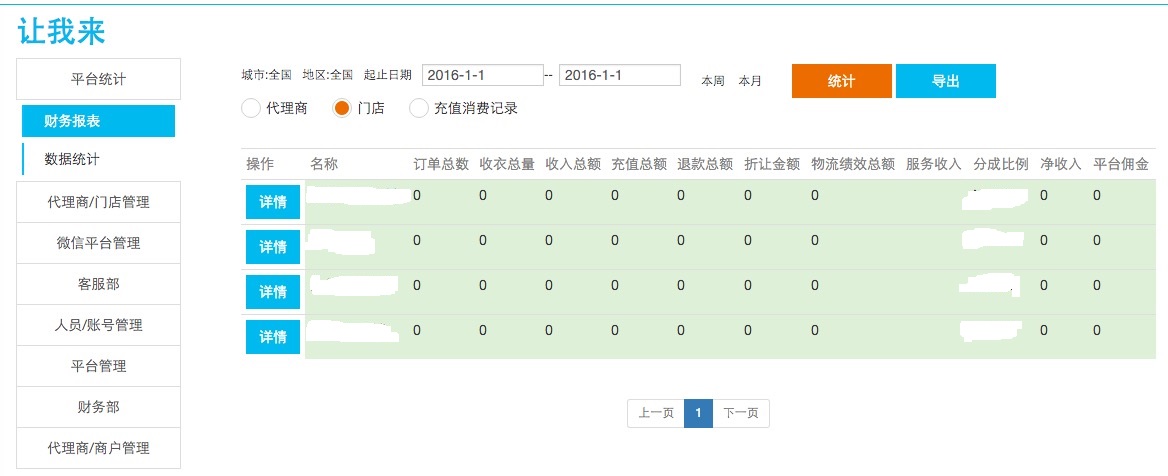 让我来
平台统计
财务报表
数据统计
代理商/门店管理
微信平台管理
客服部
人员/账号管理
平台管理
财务部
代理商/商户管理
城市:全国 地区:全国 起止日期 2016-1-1 -- 2016-1-1 本周 本月 统计 导出
代理商 门店 充值消费记录
操作 名称 订单总数 收衣总量 收入总额 充值总额 退款总额 折让金额 物流绩效总额 服务收入 分成比例 净收入 平台佣金
详情 0 0 0 0 0 0 0 0 0
详情 0 0 0 0 0 0 0 0 0
详情 0 0 0 0 0 0 0 0 0
详情 0 0 0 0 0 0 0 0 0
上一页 1 下一页